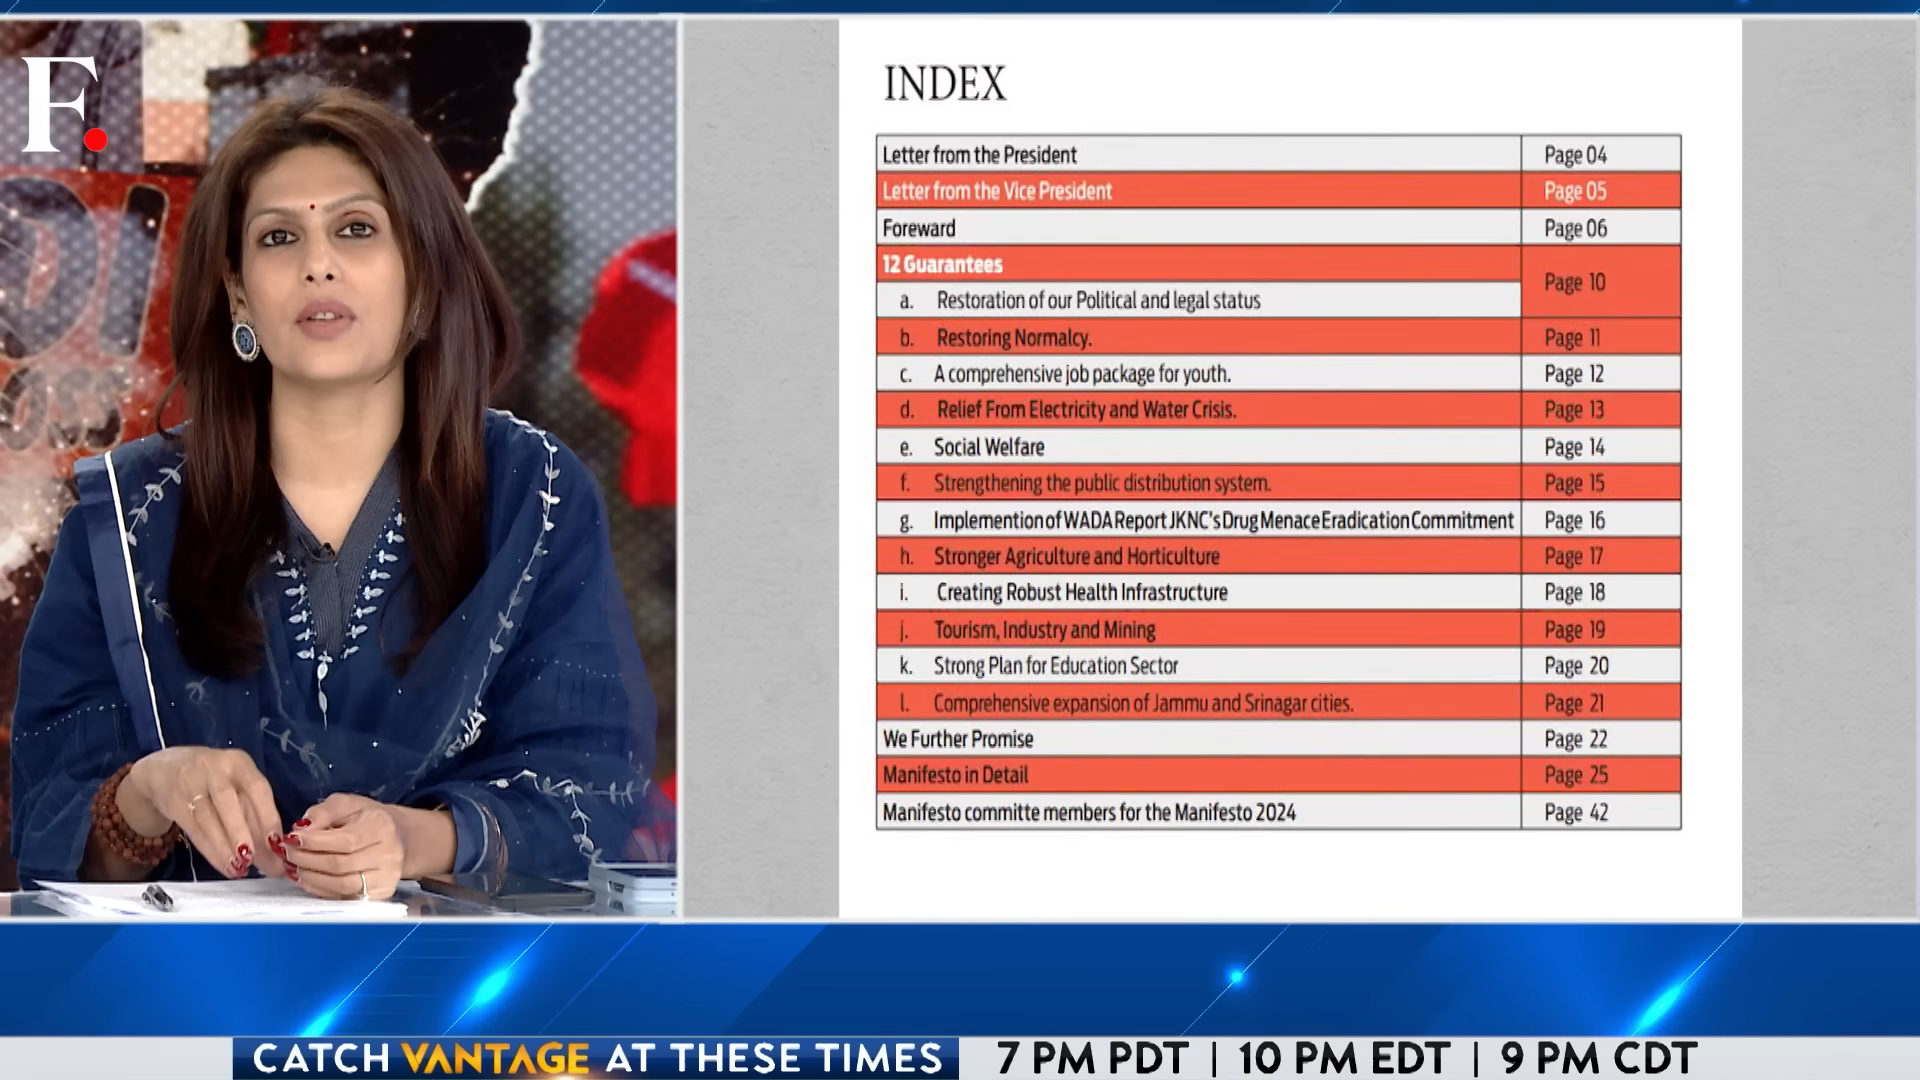 F.
INDEX
Letter from the President Page 04
Letter from the Vice President Page 05
Foreward Page 06
12 Guarantees Page 10
a. Restoration of our Political and legal status
b. Restoring Normalcy. Page 11
c. A comprehensive job package for youth. Page 12
d. Relief From Electricity and Water Crisis. Page 13
e. Social Welfare Page 14
f. Strengthening the public distribution system. Page 15
g. Implemention of WADA Report JKNC's Drug Menace Eradication Commitment Page 16
h. Stronger Agriculture and Horticulture Page 17
i. Creating Robust Health Infrastructure Page 18
j. Tourism, Industry and Mining Page 19
k. Strong Plan for Education Sector Page 20
l. Comprehensive expansion of Jammu and Srinagar cities. Page 21
We Further Promise Page 22
Manifesto in Detail Page 25
Manifesto committe members for the Manifesto 2024 Page 42
CATCH VANTAGE AT THESE TIMES 7 PM PDT | 10 PM EDT | 9 PM CDT